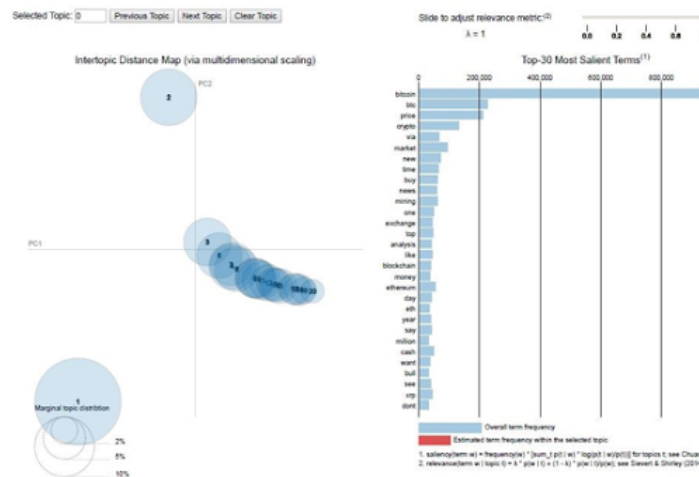 Selected Topic: 0 Previous Topic Next Topic Clear Topic
Slide to adjust relevance metric:(2)
λ = 1
0.0 0.2 0.4 0.6 0.8
Intertopic Distance Map (via multidimensional scaling)
PC2
PC1
2
3
1
Marginal topic distribtion
2%
5%
10%
Top-30 Most Salient Terms(1)
0 200,000 400,000 600,000 800,000
bitcoin
btc
price
crypto
via
market
new
time
buy
news
mining
one
exchange
top
analysis
like
blockchain
money
ethereum
day
eth
year
say
million
cash
want
bull
see
xrp
dont
Overall term frequency
Estimated term frequency within the selected topic
1. saliency(term w) = frequency(w) * [sum_t p(t | w) * log(p(t | w)/p(t))] for topics t; see Chua
2. relevance(term w | topic t) = λ * p(w | t) + (1 - λ) * p(w | t)/p(w); see Sievert & Shirley (2014